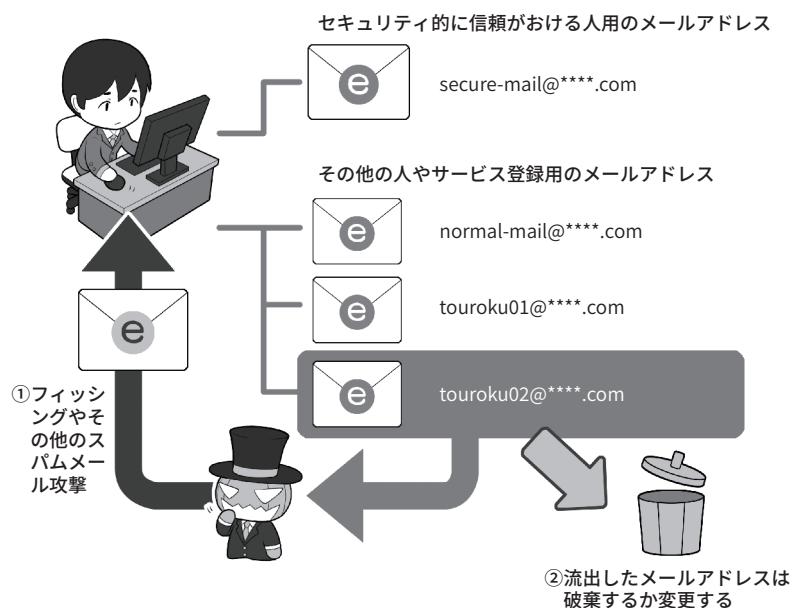 セキュリティ的に信頼がおける人用のメールアドレス
e
secure-mail@****.com
その他の人やサービス登録用のメールアドレス
e
normal-mail@****.com
e
touroku01@****.com
e
①フィッシ
ングやそ
の他のス
パムメー
ル攻撃
e
touroku02@****.com
②流出したメールアドレスは
破棄するか変更する